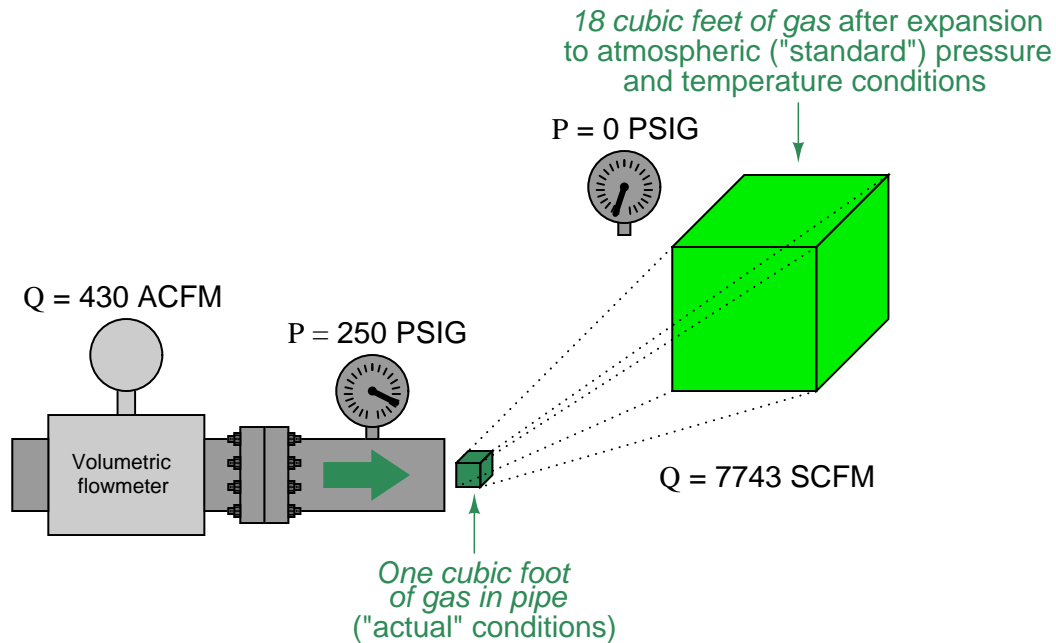 18 cubic feet of gas after expansion
to atmospheric ("standard") pressure
and temperature conditions
P = 0 PSIG
Q = 430 ACFM
P = 250 PSIG
Volumetric
flowmeter
Q = 7743 SCFM
One cubic foot
of gas in pipe
("actual" conditions)